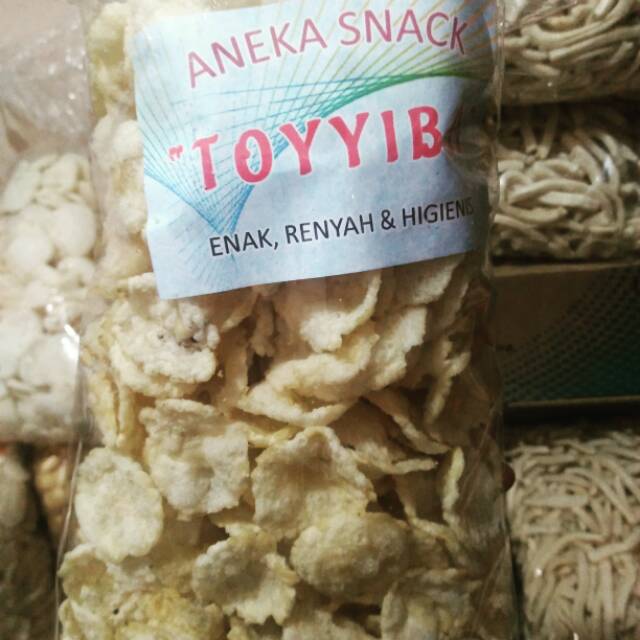 ANEKA SNACK
"TOYYIB
ENAK, RENYAH & HIGIENIS